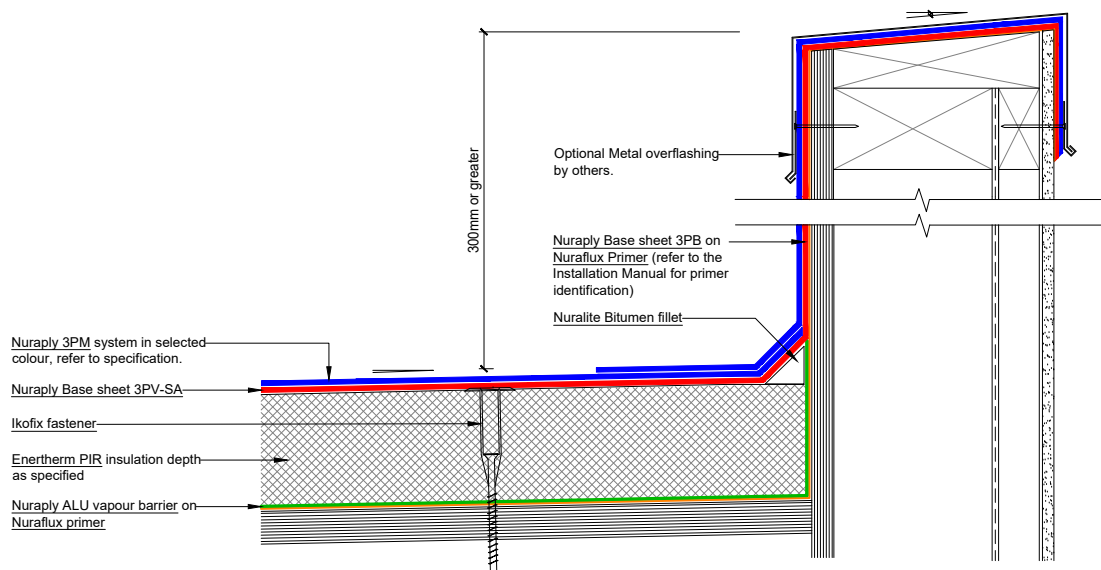 300mm or greater
Optional Metal overflashing
by others.
Nuraply Base sheet 3PB on
Nuraflux Primer (refer to the
Installation Manual for primer
identification)
Nuralite Bitumen fillet
Nuraply 3PM system in selected
colour, refer to specification.
Nuraply Base sheet 3PV-SA
Ikofix fastener
Enertherm PIR insulation depth
as specified
Nuraply ALU vapour barrier on
Nuraflux primer